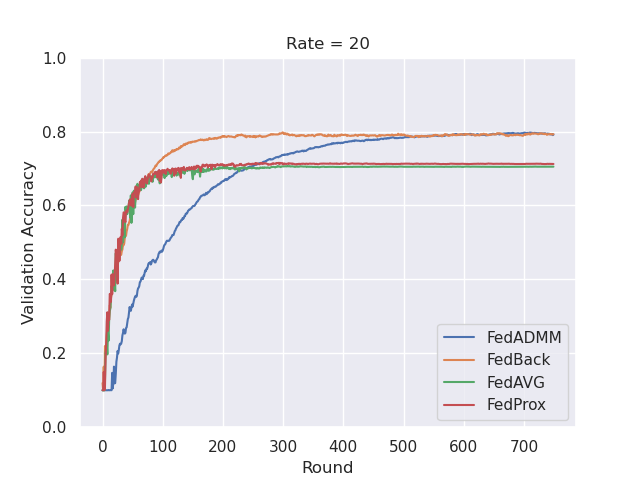 Rate = 20
Validation Accuracy
1.0
0.8
0.6
0.4
0.2
0.0
0 100 200 300 400 500 600 700
Round
FedADMM
FedBack
FedAVG
FedProx